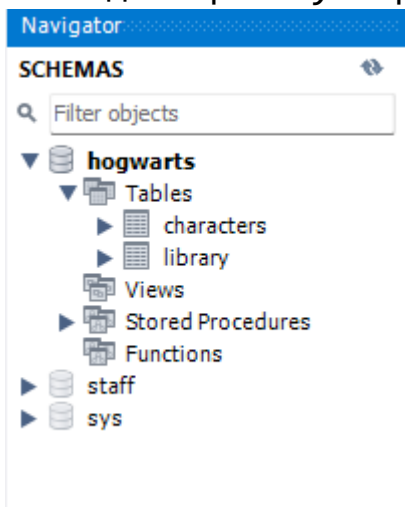 Navigator
SCHEMAS
Filter objects
hogwarts
Tables
characters
library
Views
Stored Procedures
Functions
staff
sys